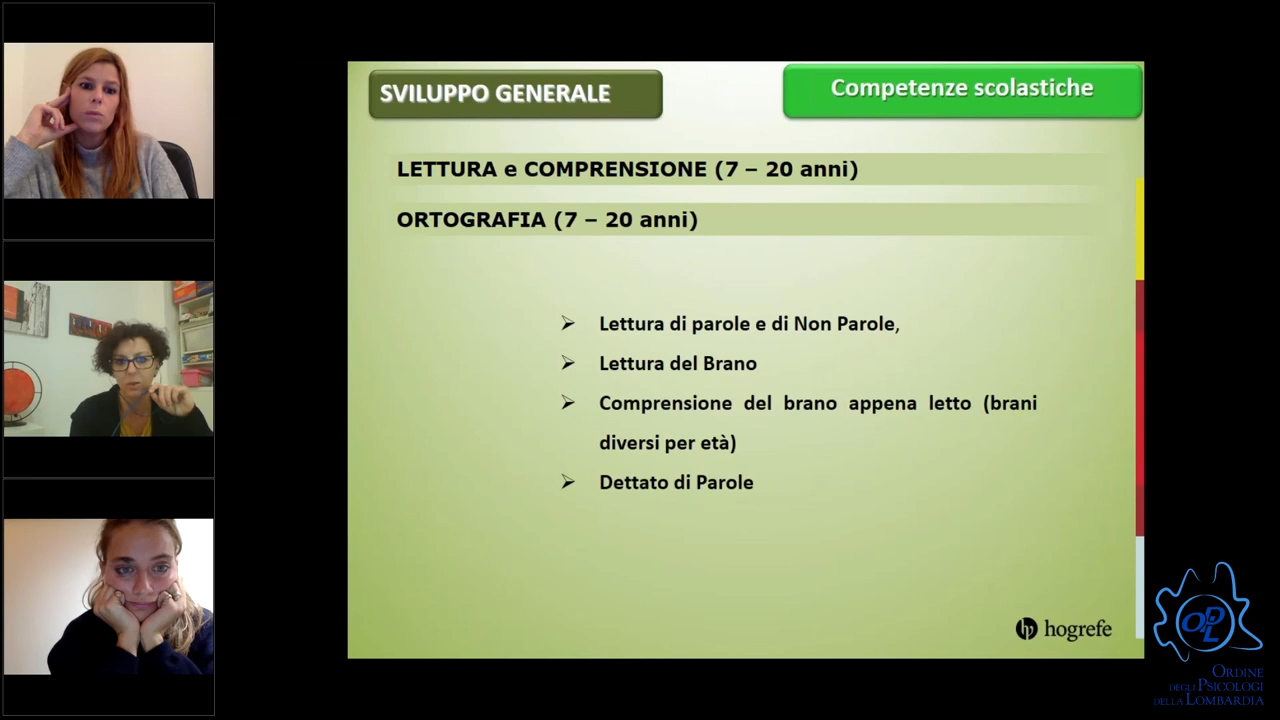 SVILUPPO GENERALE
Competenze scolastiche
LETTURA e COMPRENSIONE (7 – 20 anni)
ORTOGRAFIA (7 – 20 anni)
➢ Lettura di parole e di Non Parole,
➢ Lettura del Brano
➢ Comprensione del brano appena letto (brani
diversi per età)
➢ Dettato di Parole
hogrefe
OPL
ORDINE
DEGLI PSICOLOGI
DELLA LOMBARDIA